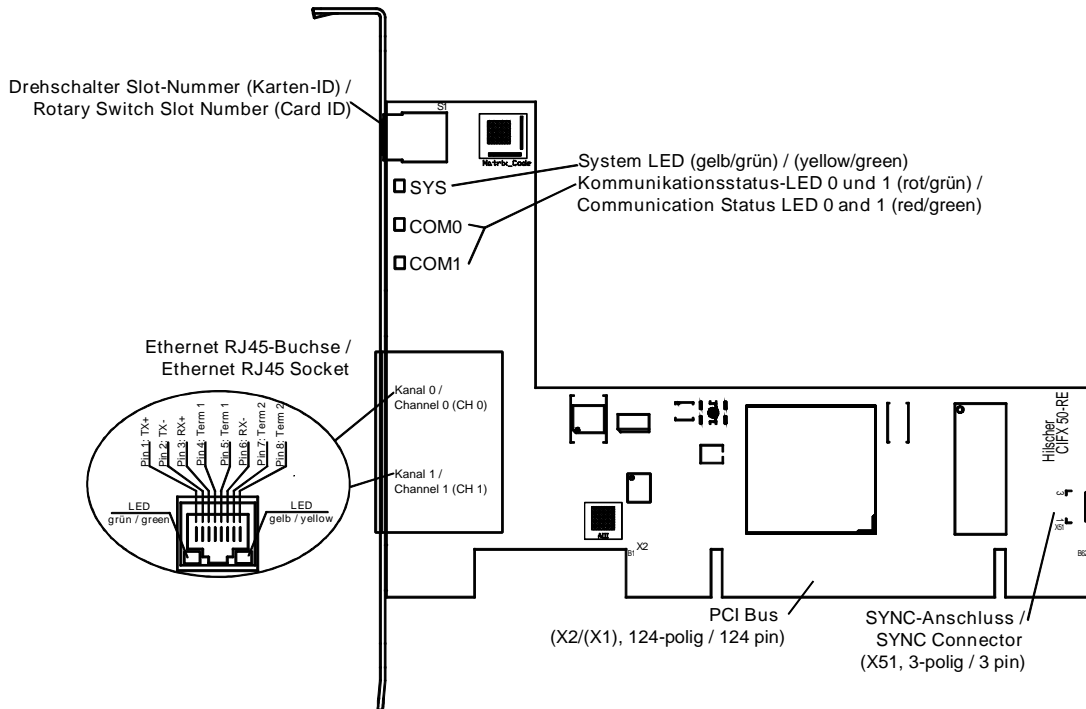 Drehschalter Slot-Nummer (Karten-ID) /
Rotary Switch Slot Number (Card ID)
S1
Matrix_Code
SYS
COM0
COM1
System LED (gelb/grün) / (yellow/green)
Kommunikationsstatus-LED 0 und 1 (rot/grün) /
Communication Status LED 0 and 1 (red/green)
Ethernet RJ45-Buchse /
Ethernet RJ45 Socket
Pin 1: TX+
Pin 2: TX-
Pin 3: RX+
Pin 4: Term 1
Pin 5: Term 1
Pin 6: RX-
Pin 7: Term 2
Pin 8: Term 2
LED
grün / green
LED
gelb / yellow
Kanal 0 /
Channel 0 (CH 0)
Kanal 1 /
Channel 1 (CH 1)
Hilscher
CIFX 50-RE
3
1
X51
AOI
B1
X2
B62
PCI Bus
(X2/(X1), 124-polig / 124 pin)
SYNC-Anschluss /
SYNC Connector
(X51, 3-polig / 3 pin)